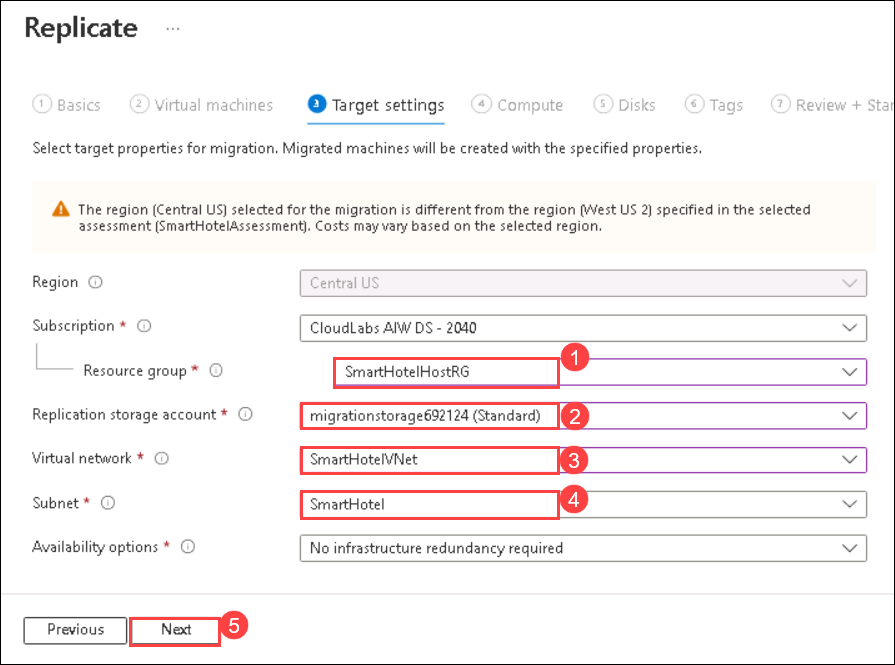 Replicate ...
1 Basics 2 Virtual machines 3 Target settings 4 Compute 5 Disks 6 Tags 7 Review + Star
Select target properties for migration. Migrated machines will be created with the specified properties.
The region (Central US) selected for the migration is different from the region (West US 2) specified in the selected
assessment (SmartHotelAssessment). Costs may vary based on the selected region.
Region Central US
Subscription * CloudLabs AIW DS - 2040
Resource group * SmartHotelHostRG 1
Replication storage account * migrationstorage692124 (Standard) 2
Virtual network * SmartHotelVNet 3
Subnet * SmartHotel 4
Availability options * No infrastructure redundancy required
Previous Next 5